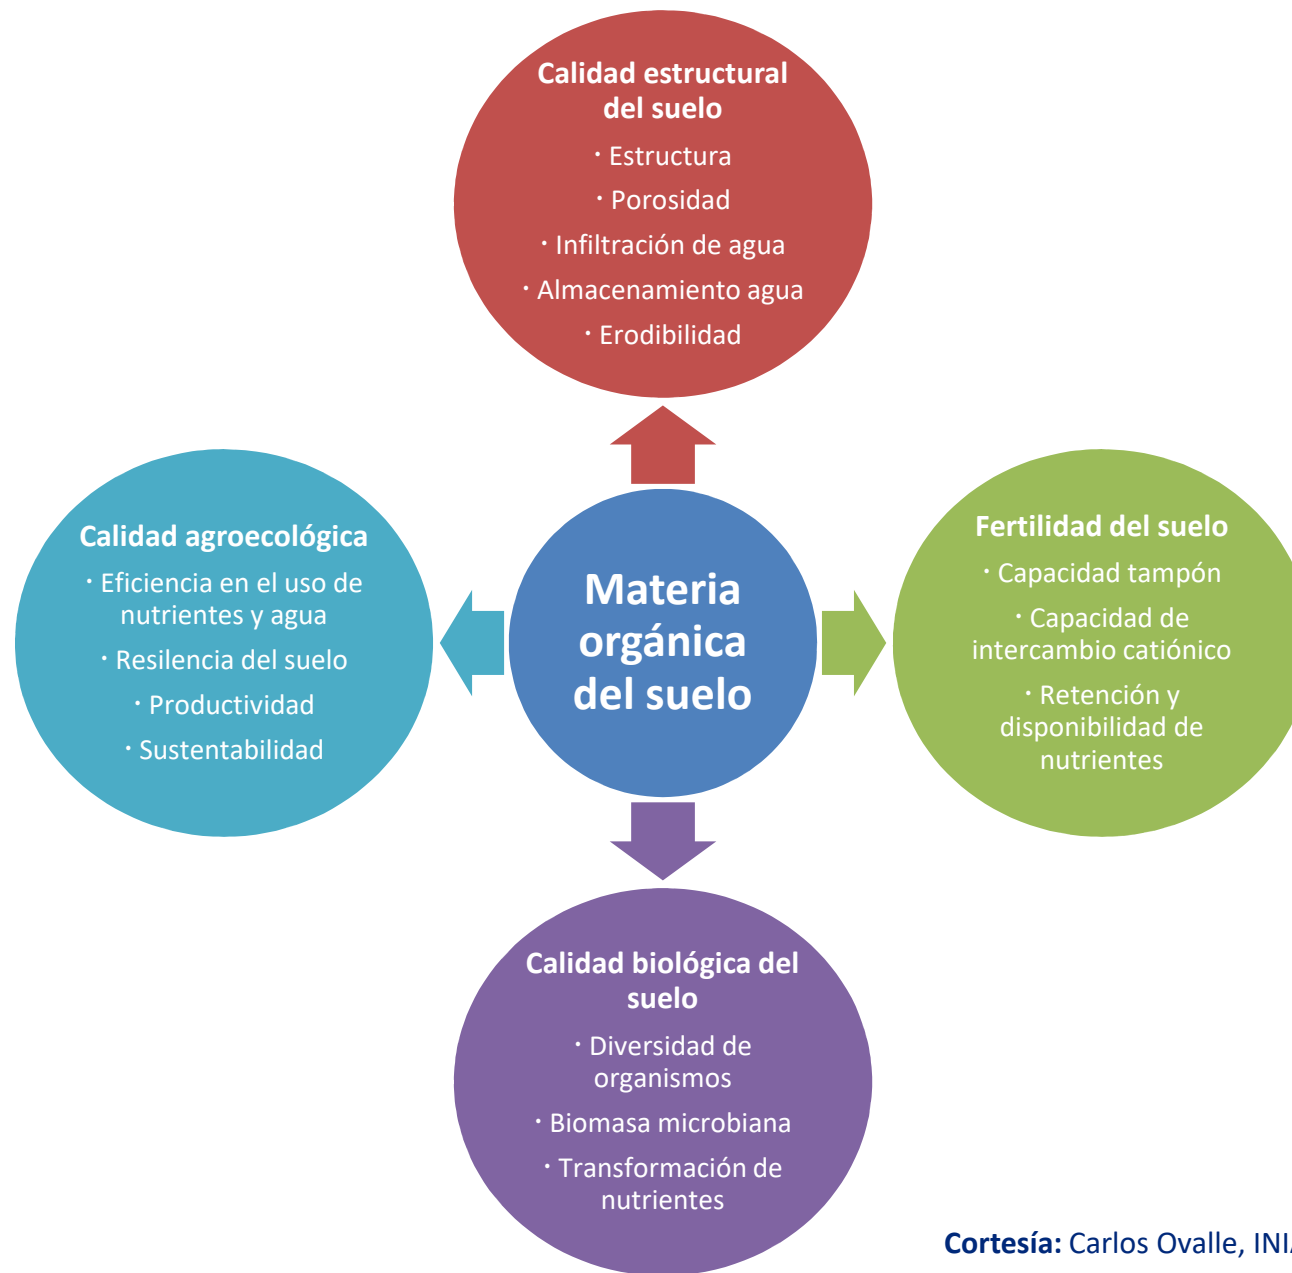 Calidad estructural
del suelo
· Estructura
· Porosidad
· Infiltración de agua
· Almacenamiento agua
· Erodibilidad
Calidad agroecológica
· Eficiencia en el uso de
nutrientes y agua
· Resilencia del suelo
· Productividad
· Sustentabilidad
Materia
orgánica
del suelo
Fertilidad del suelo
· Capacidad tampón
· Capacidad de
intercambio catiónico
· Retención y
disponibilidad de
nutrientes
Calidad biológica del
suelo
· Diversidad de
organismos
· Biomasa microbiana
· Transformación de
nutrientes
Cortesía: Carlos Ovalle, INIA